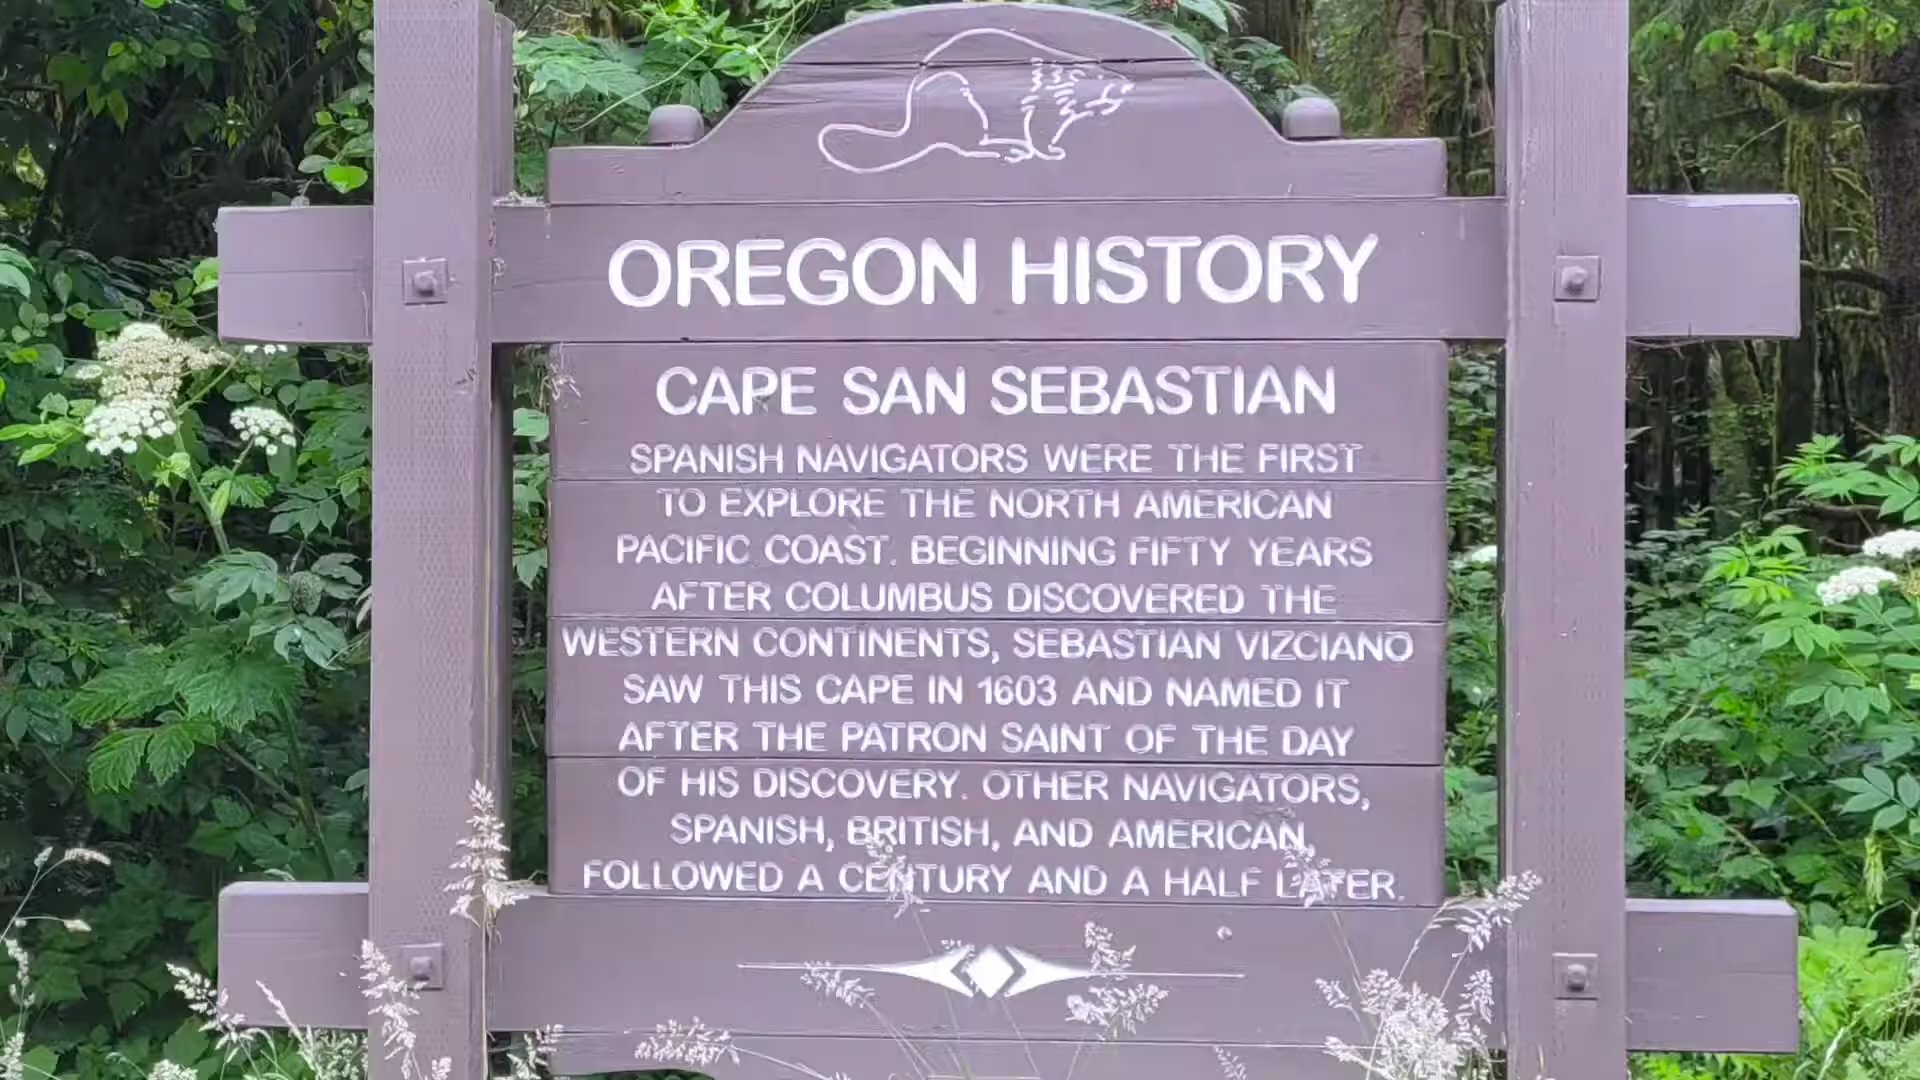 OREGON HISTORY
CAPE SAN SEBASTIAN
SPANISH NAVIGATORS WERE THE FIRST
TO EXPLORE THE NORTH AMERICAN
PACIFIC COAST. BEGINNING FIFTY YEARS
AFTER COLUMBUS DISCOVERED THE
WESTERN CONTINENTS, SEBASTIAN VIZCIANO
SAW THIS CAPE IN 1603 AND NAMED IT
AFTER THE PATRON SAINT OF THE DAY
OF HIS DISCOVERY. OTHER NAVIGATORS,
SPANISH, BRITISH, AND AMERICAN,
FOLLOWED A CENTURY AND A HALF LATER.